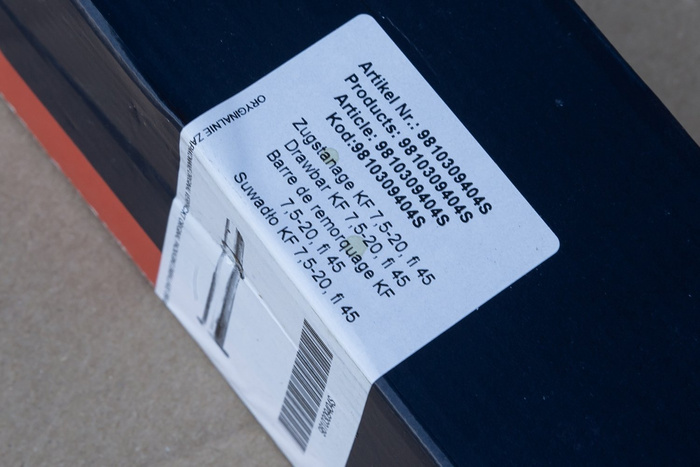 Artikel Nr.: 9810309404S
Products: 9810309404S
Article: 9810309404S
Kod:9810309404S
Zugstanage KF 7,5-20, fi 45
Drawbar KF 7,5-20, fi 45
Barre de remorquage KF
7,5-20, fi 45
Suwadło KF 7,5-20, fi 45
ORYGINALNIE